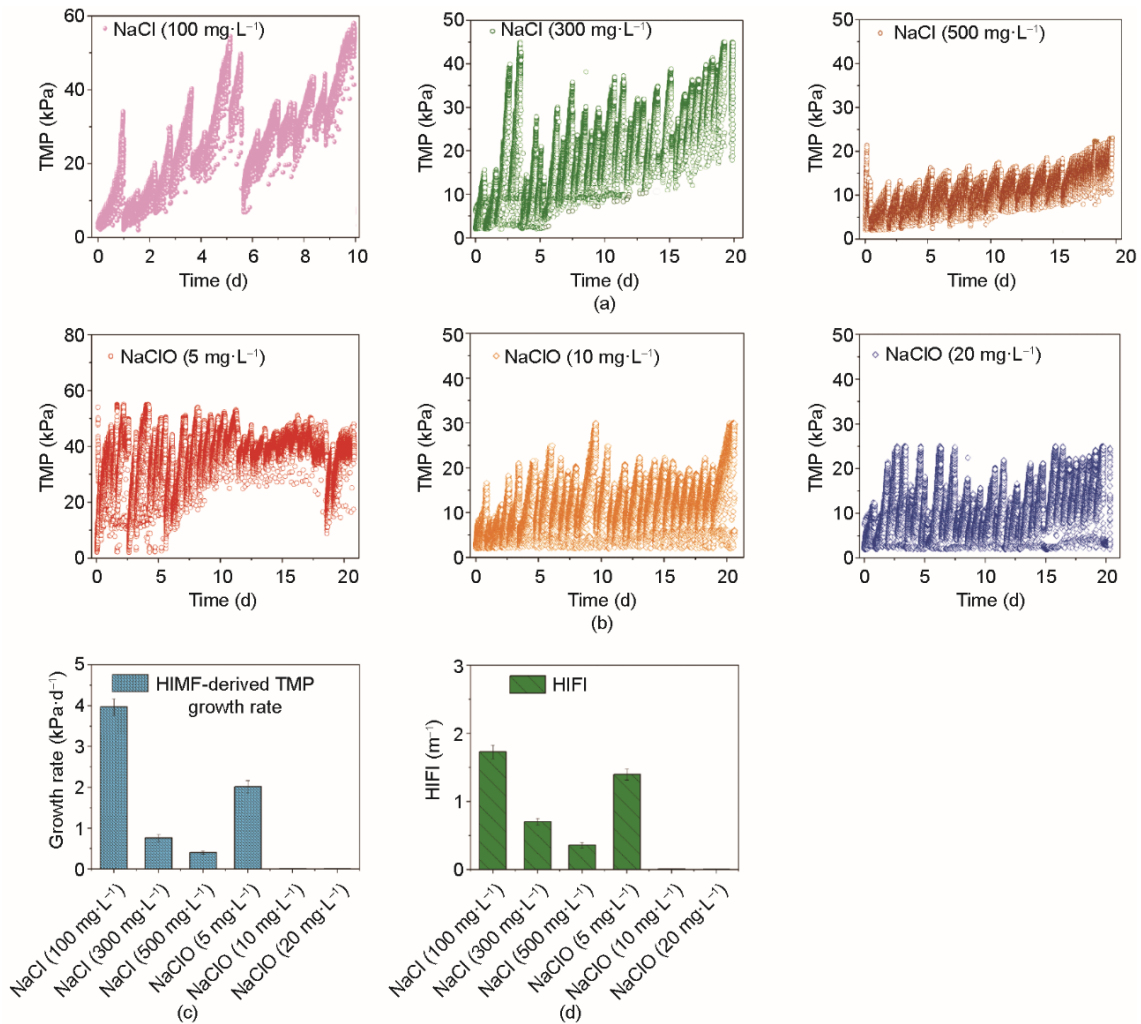 NaCl (100 mg·L⁻¹)
TMP (kPa)
60
40
20
0
0 2 4 6 8 10
Time (d)
NaCl (300 mg·L⁻¹)
TMP (kPa)
50
40
30
20
10
0
0 5 10 15 20
Time (d)
NaCl (500 mg·L⁻¹)
TMP (kPa)
50
40
30
20
10
0
0 5 10 15 20
Time (d)
(a)
NaClO (5 mg·L⁻¹)
TMP (kPa)
80
60
40
20
0
0 5 10 15 20
Time (d)
NaClO (10 mg·L⁻¹)
TMP (kPa)
50
40
30
20
10
0
0 5 10 15 20
Time (d)
NaClO (20 mg·L⁻¹)
TMP (kPa)
50
40
30
20
10
0
0 5 10 15 20
Time (d)
(b)
HIMF-derived TMP
growth rate
Growth rate (kPa·d⁻¹)
5
4
3
2
1
0
NaCl (100 mg·L⁻¹)
NaCl (300 mg·L⁻¹)
NaCl (500 mg·L⁻¹)
NaClO (5 mg·L⁻¹)
NaClO (10 mg·L⁻¹)
NaClO (20 mg·L⁻¹)
(c)
HIFI
HIFI (m⁻¹)
3
2
1
0
NaCl (100 mg·L⁻¹)
NaCl (300 mg·L⁻¹)
NaCl (500 mg·L⁻¹)
NaClO (5 mg·L⁻¹)
NaClO (10 mg·L⁻¹)
NaClO (20 mg·L⁻¹)
(d)